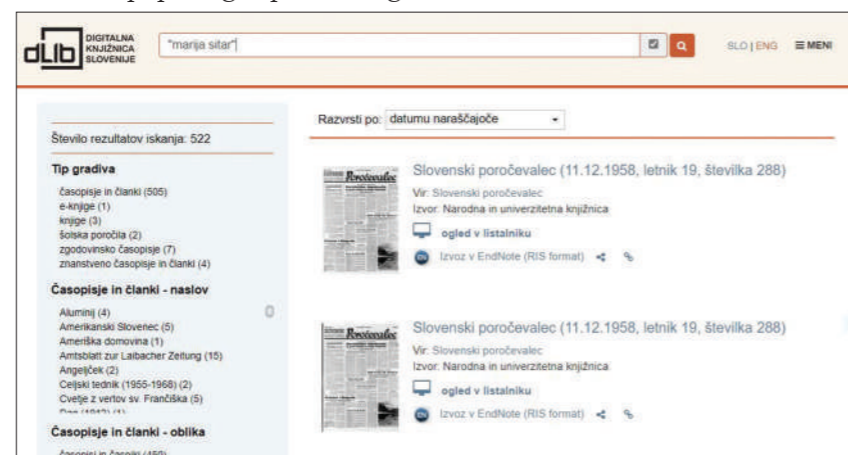 DIGITALNA
KNJIŽNICA
SLOVENIJE
dLib
"marija sitar"
SLO | ENG
MENI
Število rezultatov iskanja: 522
Tip gradiva
časopisje in članki (505)
e-knjige (1)
knjige (3)
šolska poročila (2)
zgodovinsko časopisje (7)
znanstveno časopisje in članki (4)
Časopisje in članki - naslov
Aluminij (4)
Amerikanski Slovenec (5)
Ameriška domovina (1)
Amtsblatt zur Laibacher Zeitung (15)
Angeljček (2)
Celjski tednik (1955-1968) (2)
Cvetje z vertov sv. Frančiška (5)
Časopisje in članki - oblika
Razvrsti po: datumu naraščajoče
Poročevalec
Slovenski poročevalec (11.12.1958, letnik 19, številka 288)
Vir: Slovenski poročevalec
Izvor: Narodna in univerzitetna knjižnica
ogled v listalniku
EN
Izvoz v EndNote (RIS format)
Poročevalec
Slovenski poročevalec (11.12.1958, letnik 19, številka 288)
Vir: Slovenski poročevalec
Izvor: Narodna in univerzitetna knjižnica
ogled v listalniku
EN
Izvoz v EndNote (RIS format)